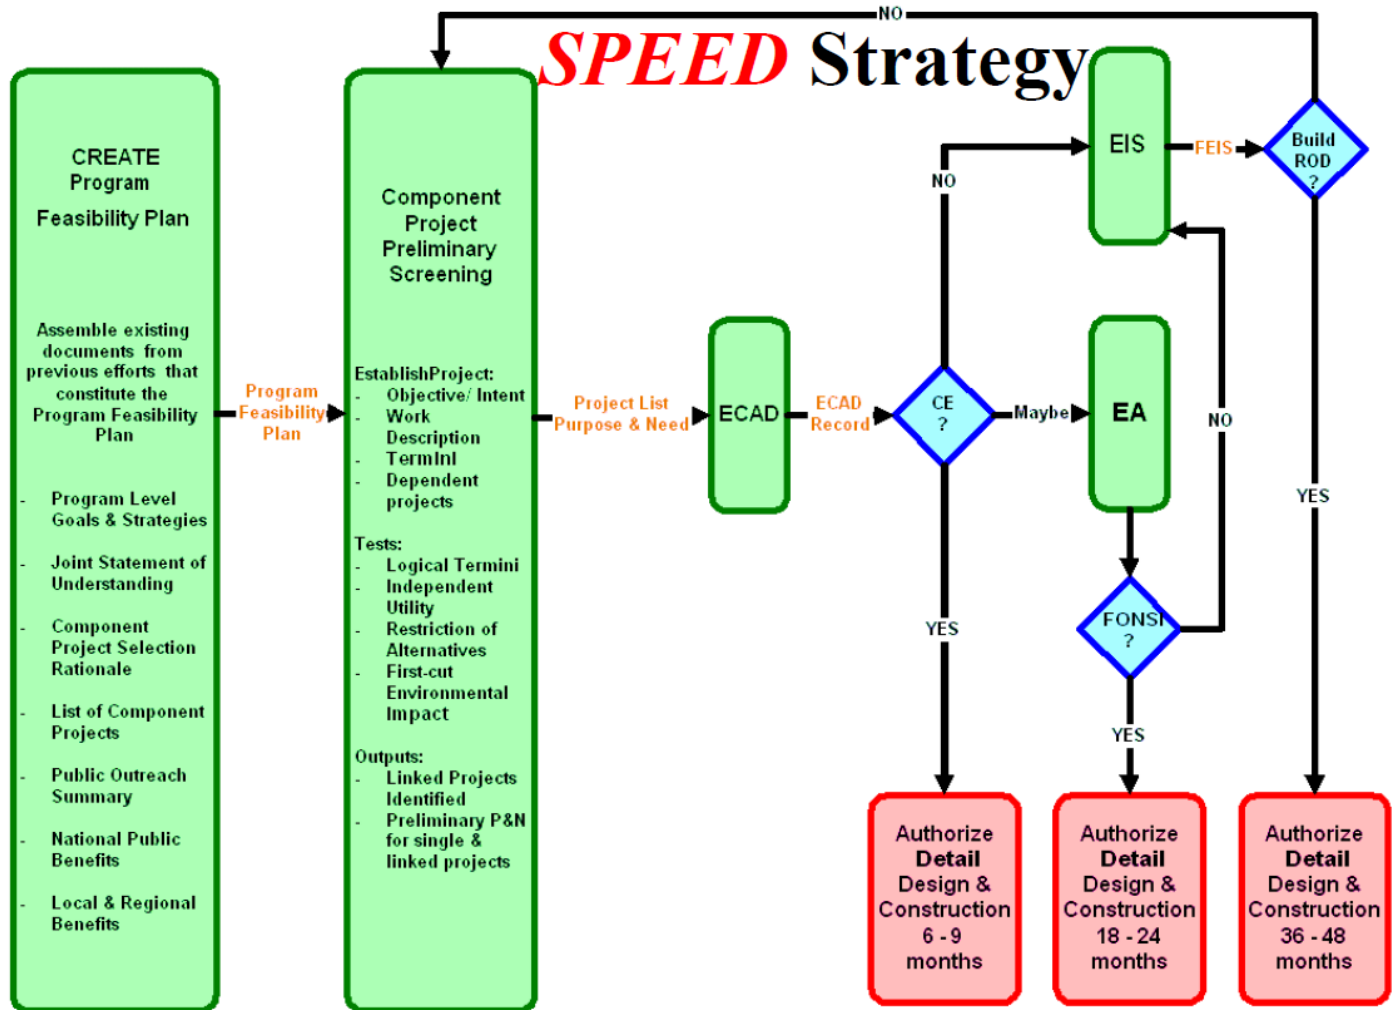 NO
SPEED Strategy
CREATE
Program
Feasibility Plan
Assemble existing
documents from
previous efforts that
constitute the
Program Feasibility
Plan
- Program Level
Goals & Strategies
- Joint Statement of
Understanding
- Component
Project Selection
Rationale
- List of Component
Projects
- Public Outreach
Summary
- National Public
Benefits
- Local & Regional
Benefits
Program
Feasibility
Plan
Component
Project
Preliminary
Screening
EstablishProject:
- Objective/ Intent
- Work
Description
- TermInI
- Dependent
projects
Tests:
- Logical Termini
- Independent
Utility
- Restriction of
Alternatives
- First-cut
Environmental
Impact
Outputs:
- Linked Projects
Identified
- Preliminary P&N
for single &
linked projects
Project List
Purpose & Need
ECAD
ECAD
Record
CE
?
NO
Maybe
YES
EIS
FEIS
Build
ROD
?
EA
NO
FONSI
?
YES
YES
Authorize
Detail
Design &
Construction
6 - 9
months
Authorize
Detail
Design &
Construction
18 - 24
months
Authorize
Detail
Design &
Construction
36 - 48
months